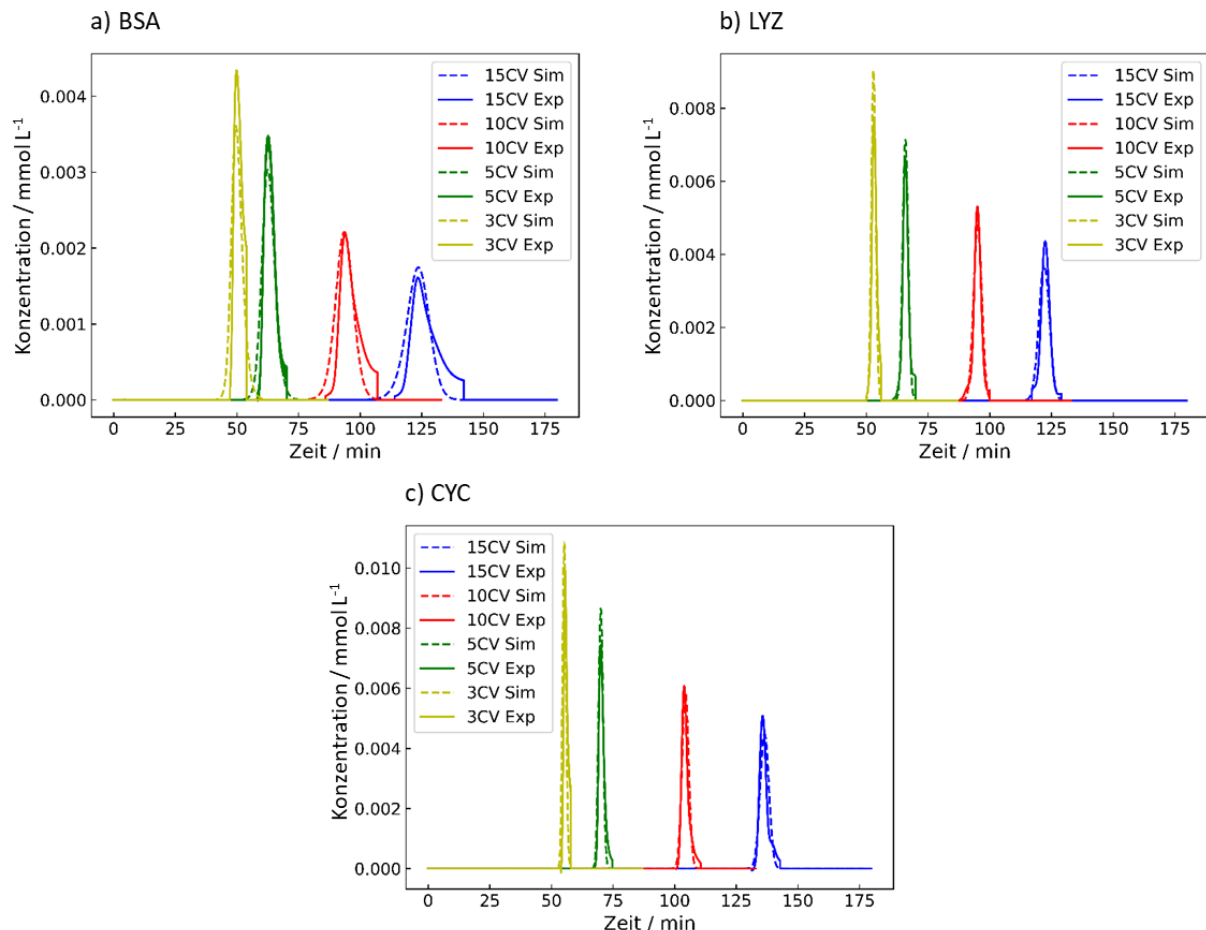 a) BSA
Konzentration / mmol L⁻¹
0.004
0.003
0.002
0.001
0.000
15CV Sim
15CV Exp
10CV Sim
10CV Exp
5CV Sim
5CV Exp
3CV Sim
3CV Exp
0 25 50 75 100 125 150 175
Zeit / min
b) LYZ
Konzentration / mmol L⁻¹
0.008
0.006
0.004
0.002
0.000
15CV Sim
15CV Exp
10CV Sim
10CV Exp
5CV Sim
5CV Exp
3CV Sim
3CV Exp
0 25 50 75 100 125 150 175
Zeit / min
c) CYC
Konzentration / mmol L⁻¹
0.010
0.008
0.006
0.004
0.002
0.000
15CV Sim
15CV Exp
10CV Sim
10CV Exp
5CV Sim
5CV Exp
3CV Sim
3CV Exp
0 25 50 75 100 125 150 175
Zeit / min